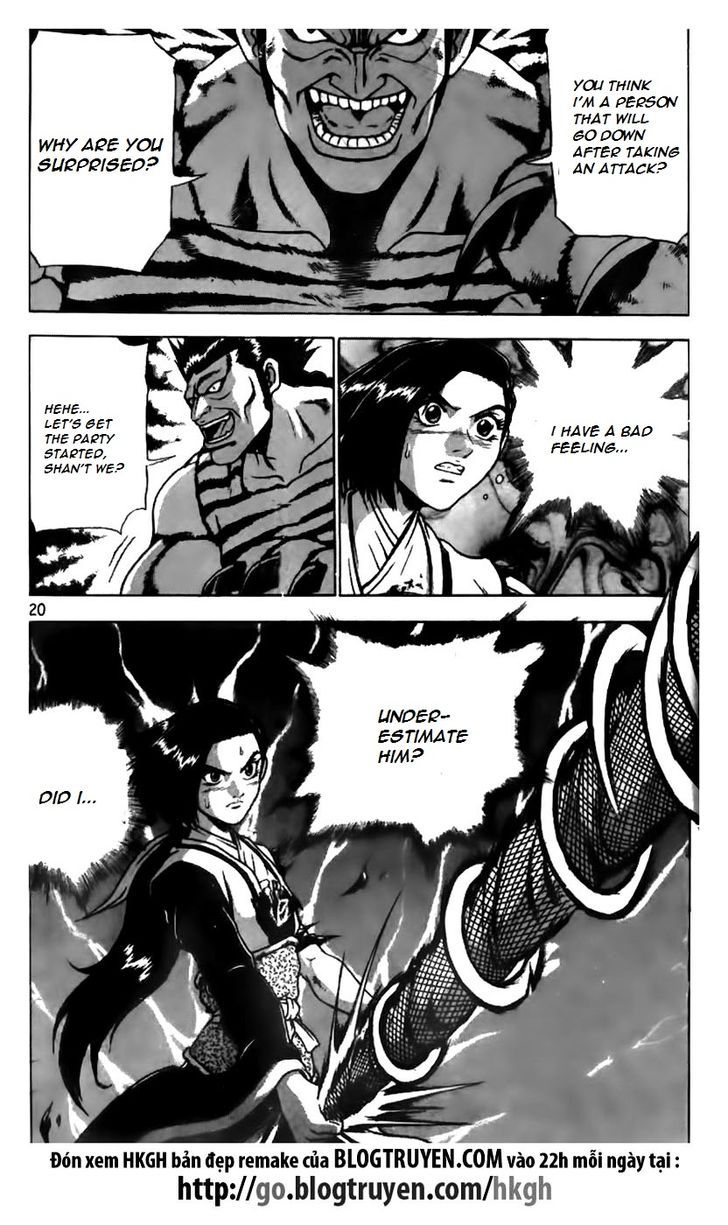 WHY ARE YOU
SURPRISED?
YOU THINK
I'M A PERSON
THAT WILL
GO DOWN
AFTER TAKING
AN ATTACK?
HEHE...
LET'S GET
THE PARTY
STARTED,
SHAN'T WE?
I HAVE A BAD
FEELING...
20
DID I...
UNDER-
ESTIMATE
HIM?
Đón xem HKGH bản đẹp remake của BLOGTRUYEN.COM vào 22h mỗi ngày tại :
http://go.blogtruyen.com/hkgh